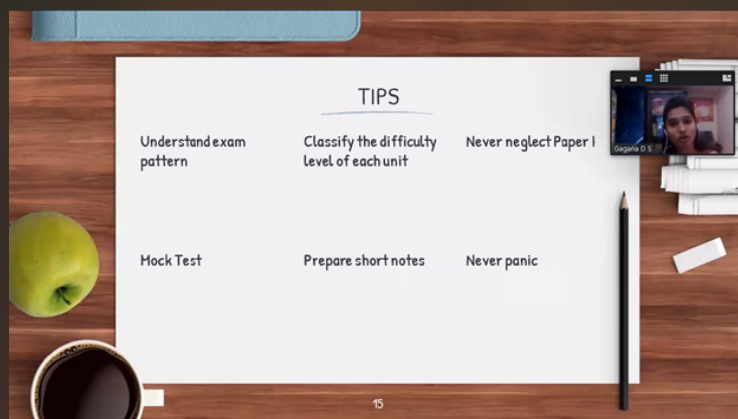 TIPS
Understand exam
pattern
Classify the difficulty
level of each unit
Never neglect Paper I
Mock Test
Prepare short notes
Never panic
Gagana D S
15